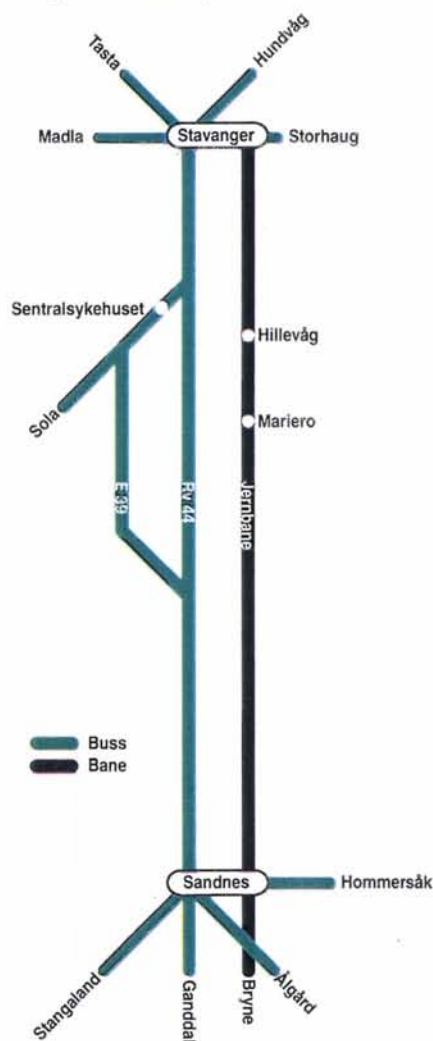 Tasta
Hundvåg
Madla
Stavanger
Storhaug
Sentralsykehuset
Hillevåg
Sola
Mariero
E 39
Rv 44
Jernbane
Buss
Bane
Sandnes
Hommersåk
Stangaland
Ganddal
Bryne
Ålgård